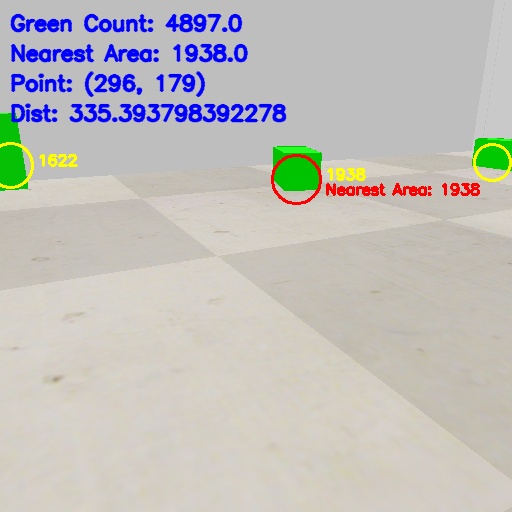 Green Count: 4897.0
Nearest Area: 1938.0
Point: (296, 179)
Dist: 335.393798392278
1622
1938
Nearest Area: 1938